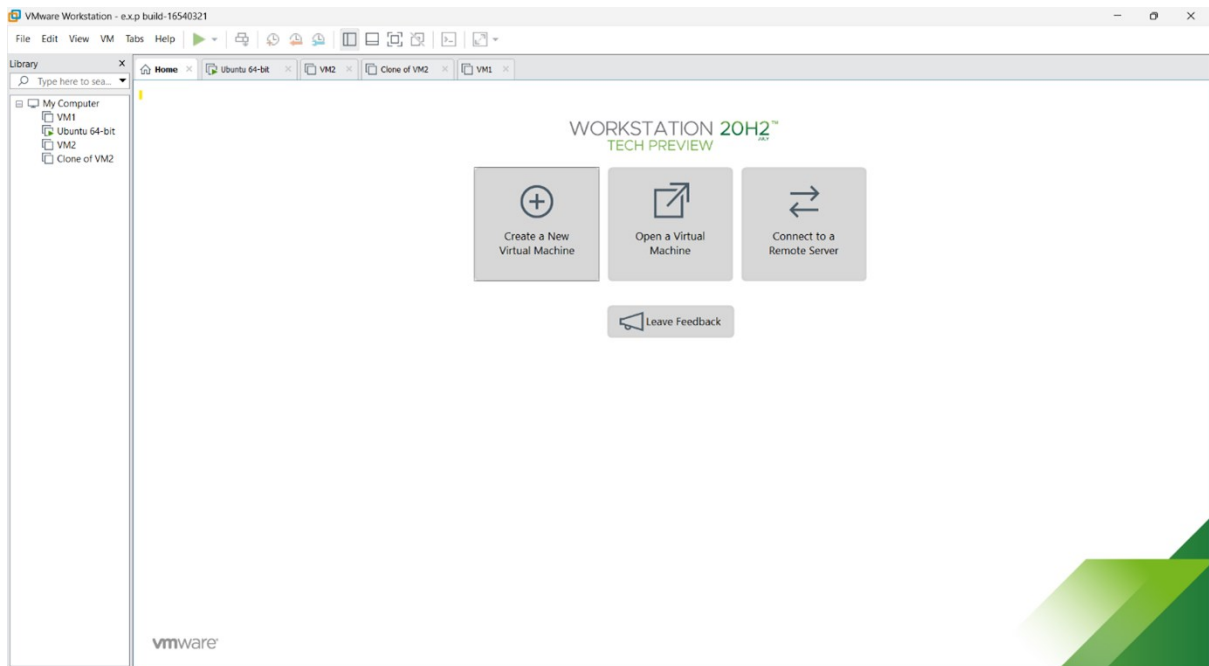 VMware Workstation - e.x.p build-16540321
File Edit View VM Tabs Help
Library X
Type here to sea...
My Computer
VM1
Ubuntu 64-bit
VM2
Clone of VM2
Home Ubuntu 64-bit VM2 Clone of VM2 VM1
WORKSTATION 20H2™
TECH PREVIEW
Create a New
Virtual Machine
Open a Virtual
Machine
Connect to a
Remote Server
Leave Feedback
vmware